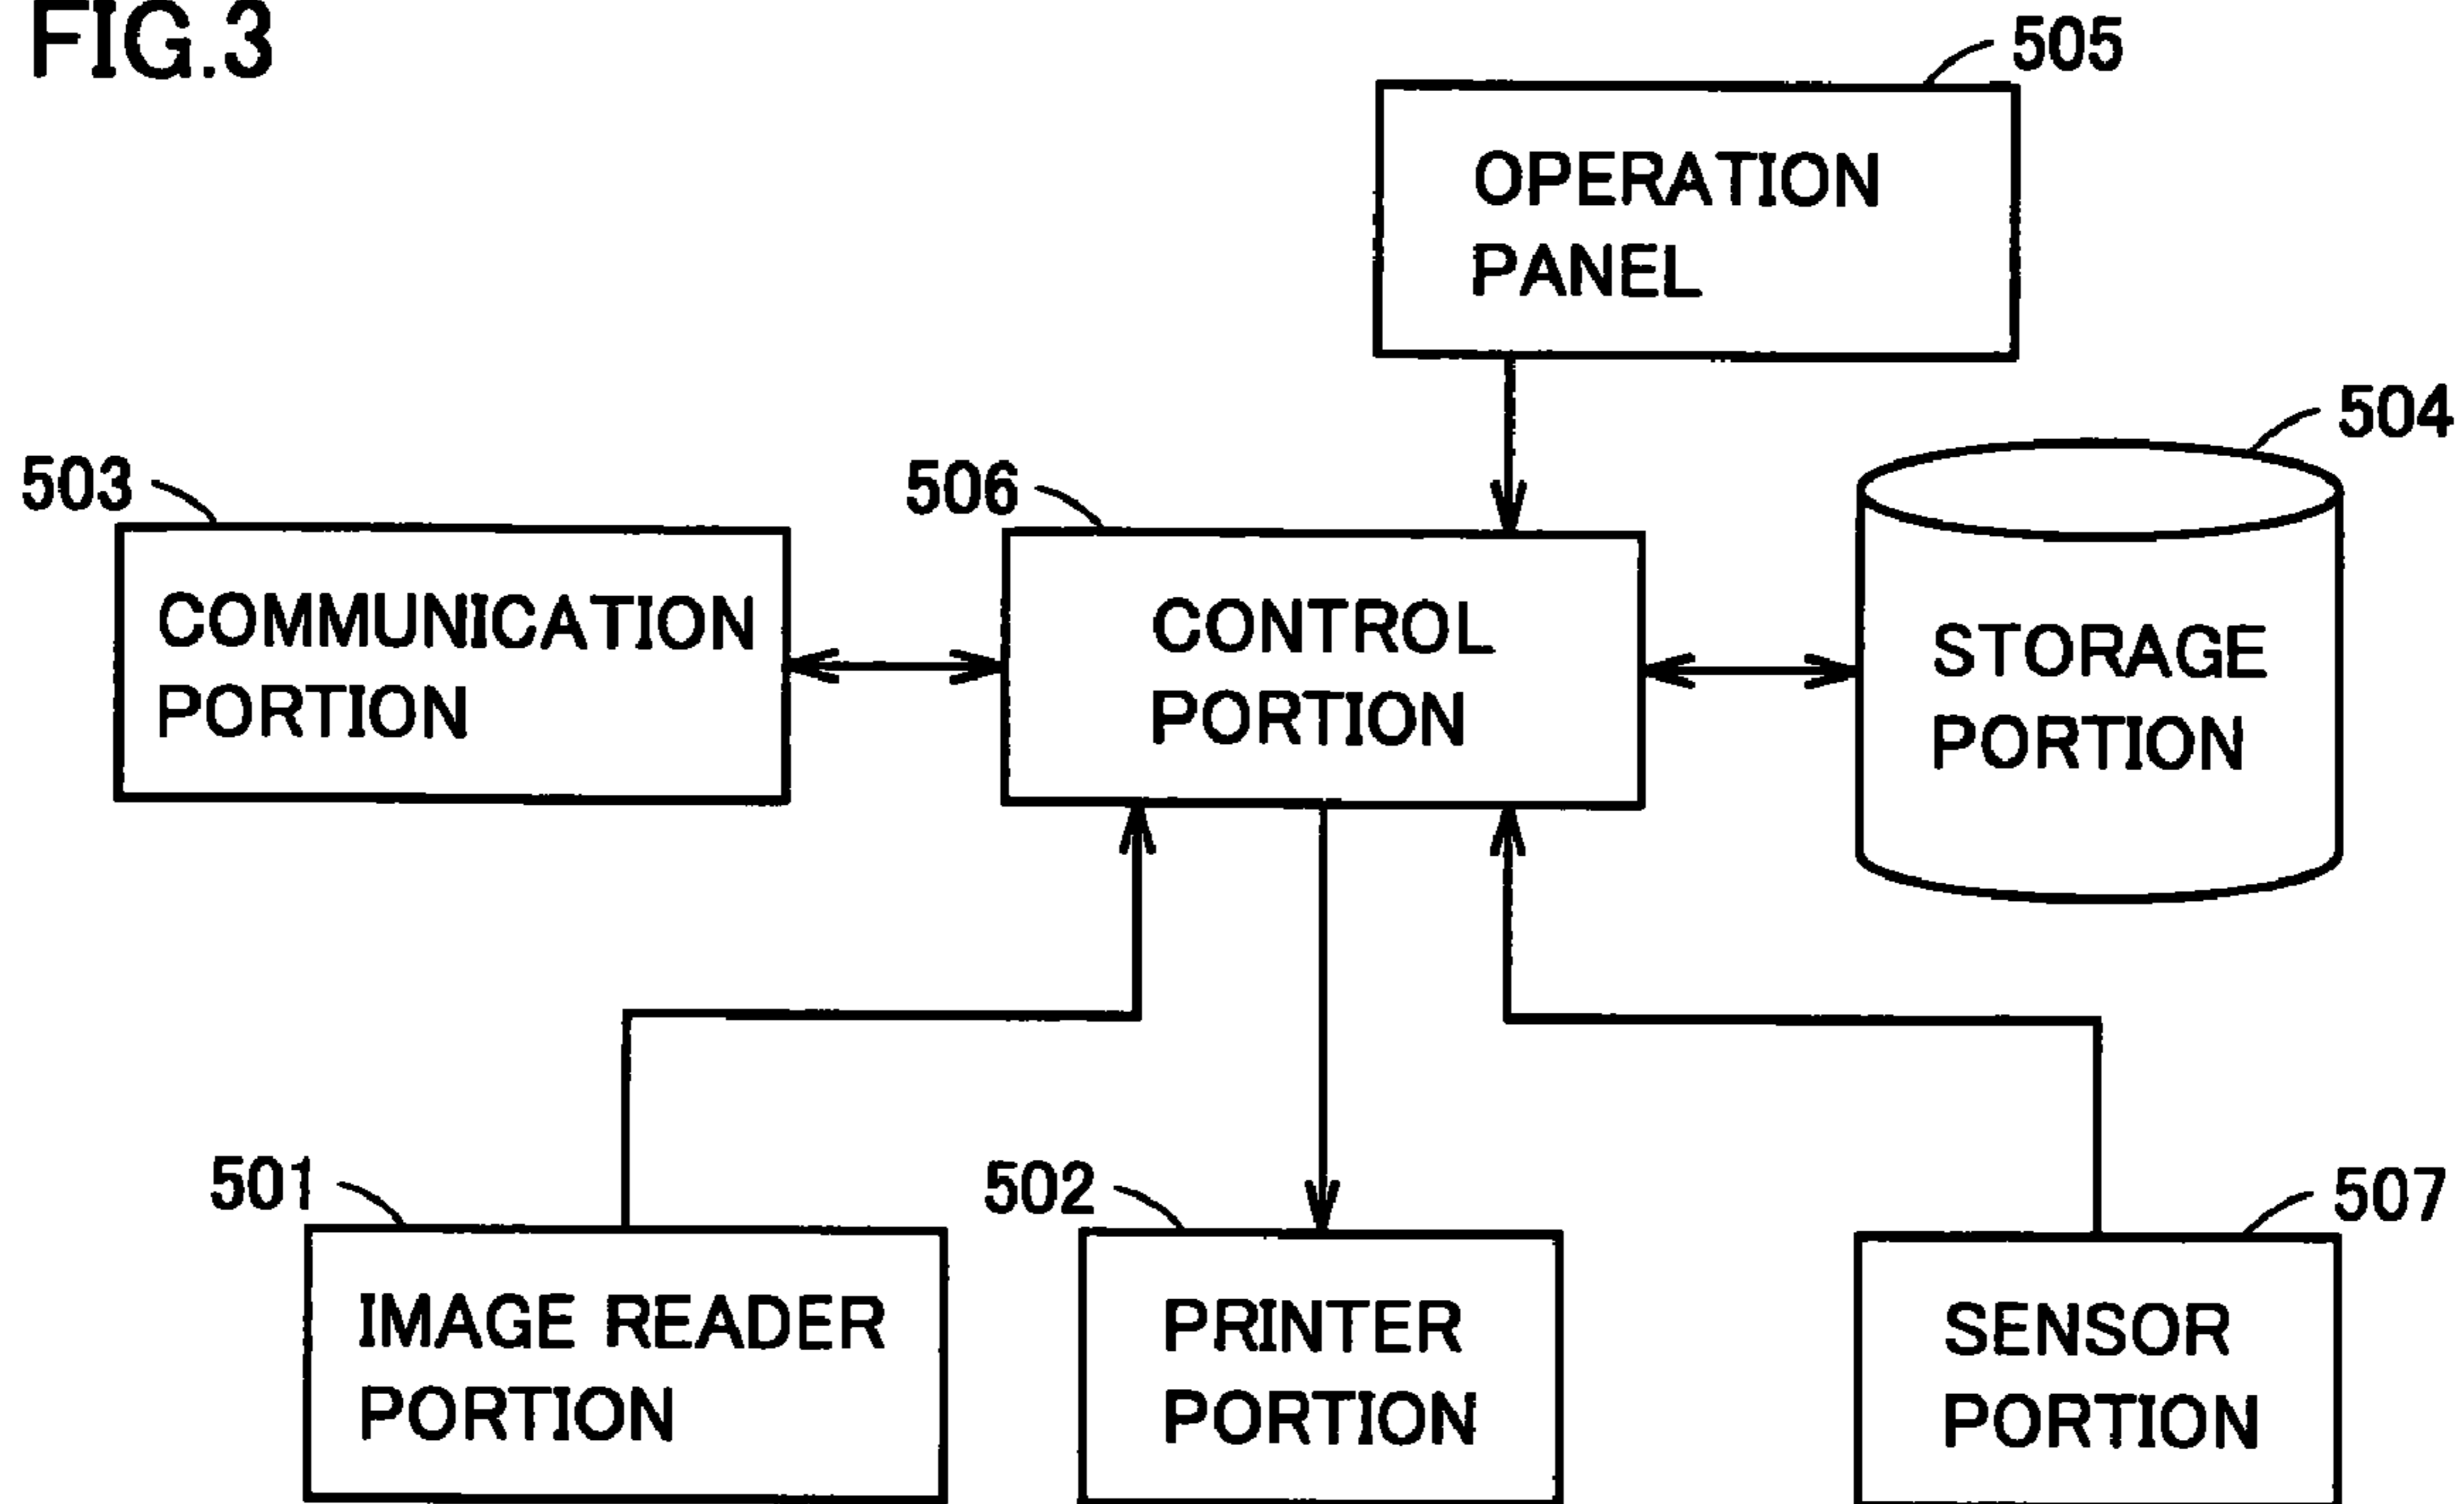 FIG.3
505
OPERATION
PANEL
504
503
506
COMMUNICATION
PORTION
CONTROL
PORTION
STORAGE
PORTION
501
502
507
IMAGE READER
PORTION
PRINTER
PORTION
SENSOR
PORTION